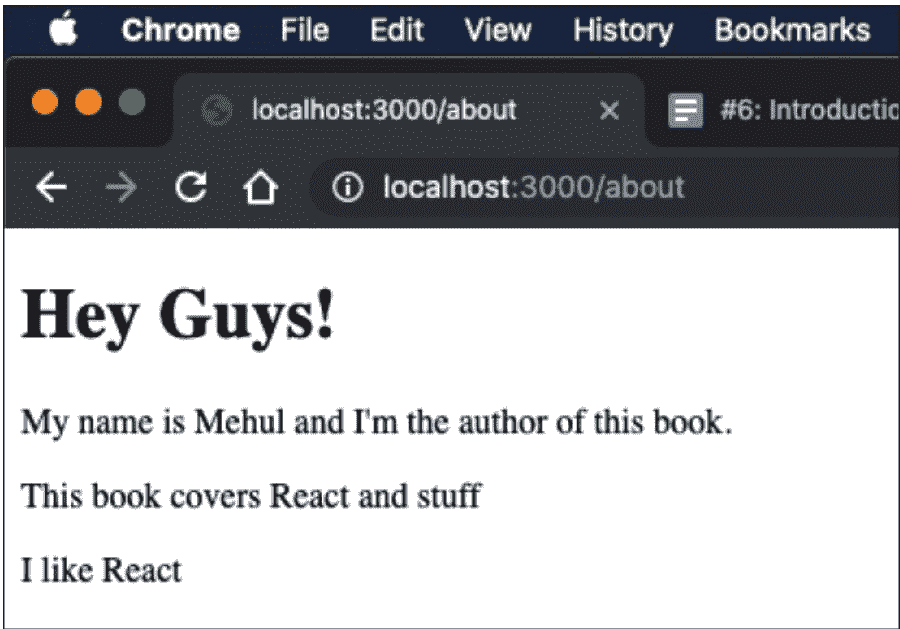 Chrome File Edit View History Bookmarks
localhost:3000/about #6: Introductio
localhost:3000/about
Hey Guys!
My name is Mehul and I'm the author of this book.
This book covers React and stuff
I like React